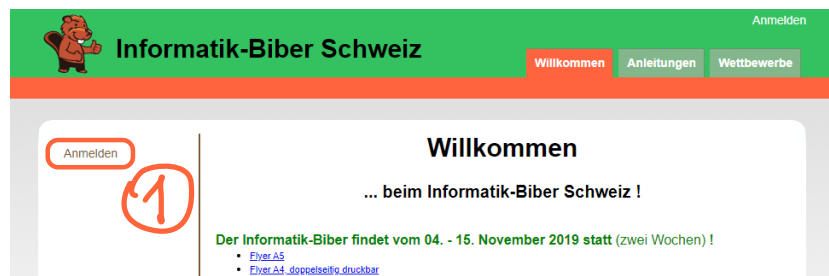 Anmelden
Informatik-Biber Schweiz
Willkommen Anleitungen Wettbewerbe
Anmelden
1
Willkommen
... beim Informatik-Biber Schweiz !
Der Informatik-Biber findet vom 04. - 15. November 2019 statt (zwei Wochen) !
Flyer A5
Flyer A4, doppelseitig druckbar